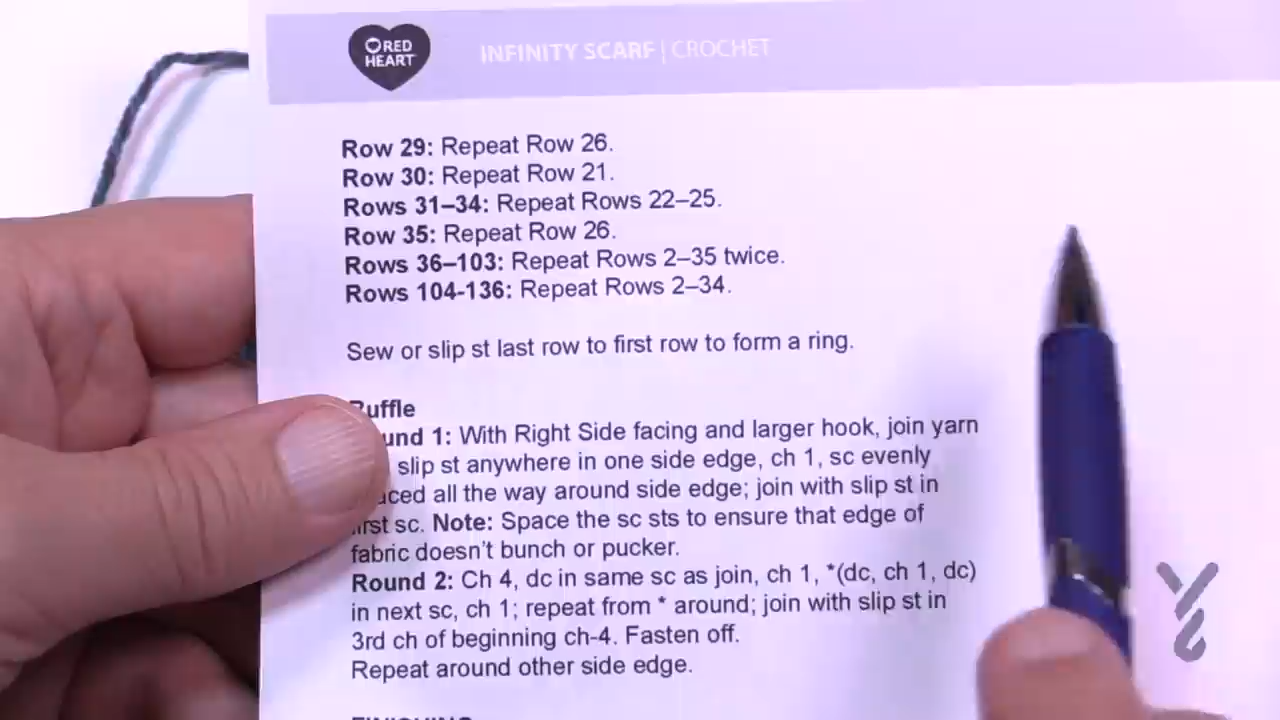 RED
HEART
INFINITY SCARF | CROCHET
Row 29: Repeat Row 26.
Row 30: Repeat Row 21.
Rows 31–34: Repeat Rows 22–25.
Row 35: Repeat Row 26.
Rows 36–103: Repeat Rows 2–35 twice.
Rows 104-136: Repeat Rows 2–34.
Sew or slip st last row to first row to form a ring.
Ruffle
1: With Right Side facing and larger hook, join yarn
slip st anywhere in one side edge, ch 1, sc evenly
all the way around side edge; join with slip st in
first sc. Note: Space the sc sts to ensure that edge of
fabric doesn't bunch or pucker.
Round 2: Ch 4, dc in same sc as join, ch 1, *(dc, ch 1, dc)
in next sc, ch 1; repeat from * around; join with slip st in
3rd ch of beginning ch-4. Fasten off.
Repeat around other side edge.
FINISHING